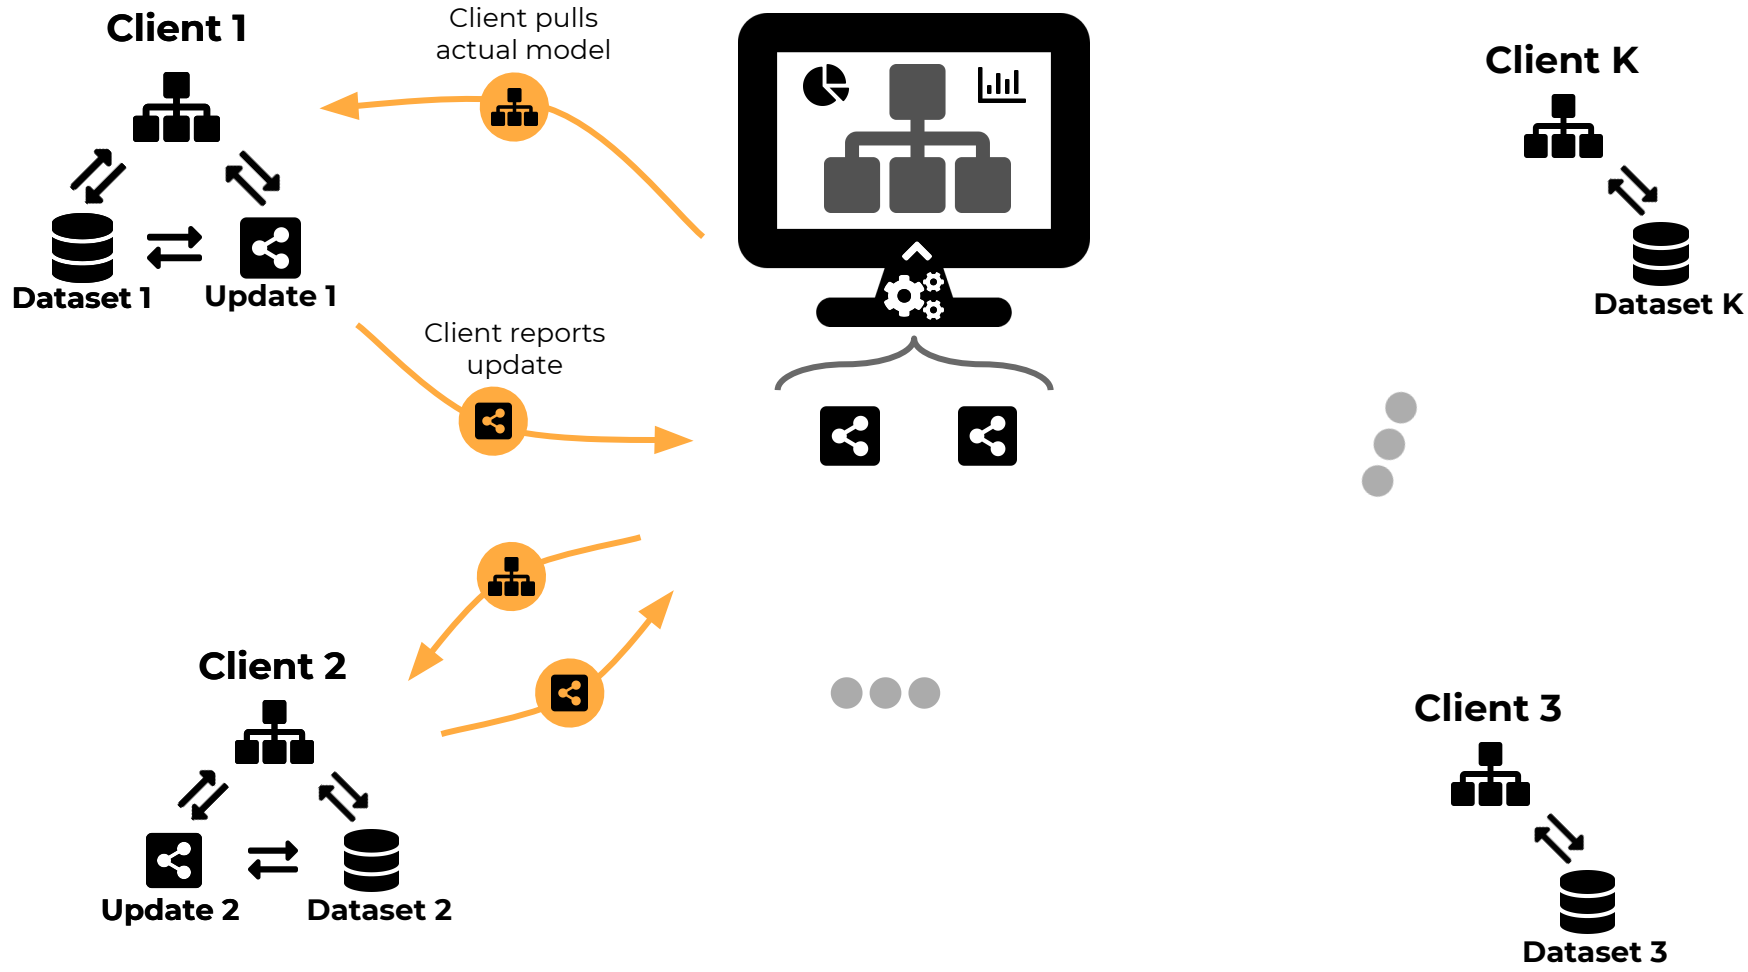 Client 1
Client pulls
actual model
Client K
Dataset 1
Update 1
Dataset K
Client reports
update
Client 2
Client 3
Update 2
Dataset 2
Dataset 3